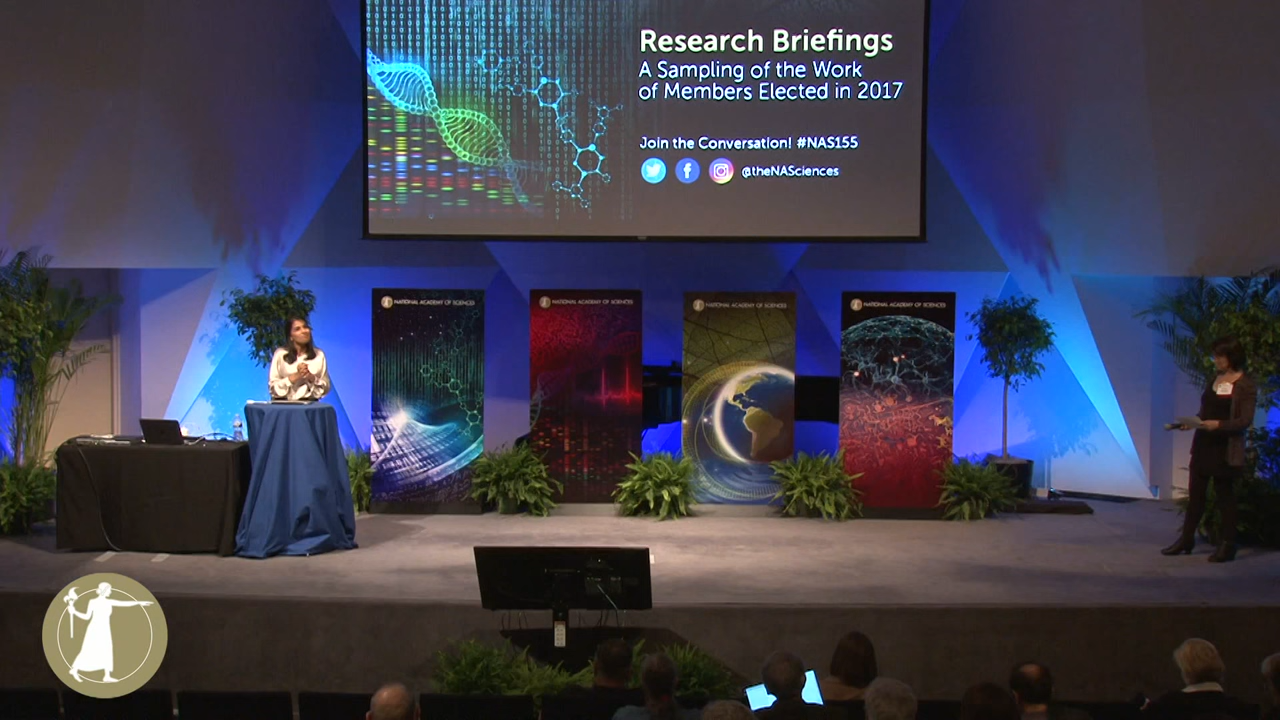 Research Briefings
A Sampling of the Work
of Members Elected in 2017
Join the Conversation! #NAS155
@theNASciences
NATIONAL ACADEMY OF SCIENCES
NATIONAL ACADEMY OF SCIENCES
NATIONAL ACADEMY OF SCIENCES
NATIONAL ACADEMY OF SCIENCES